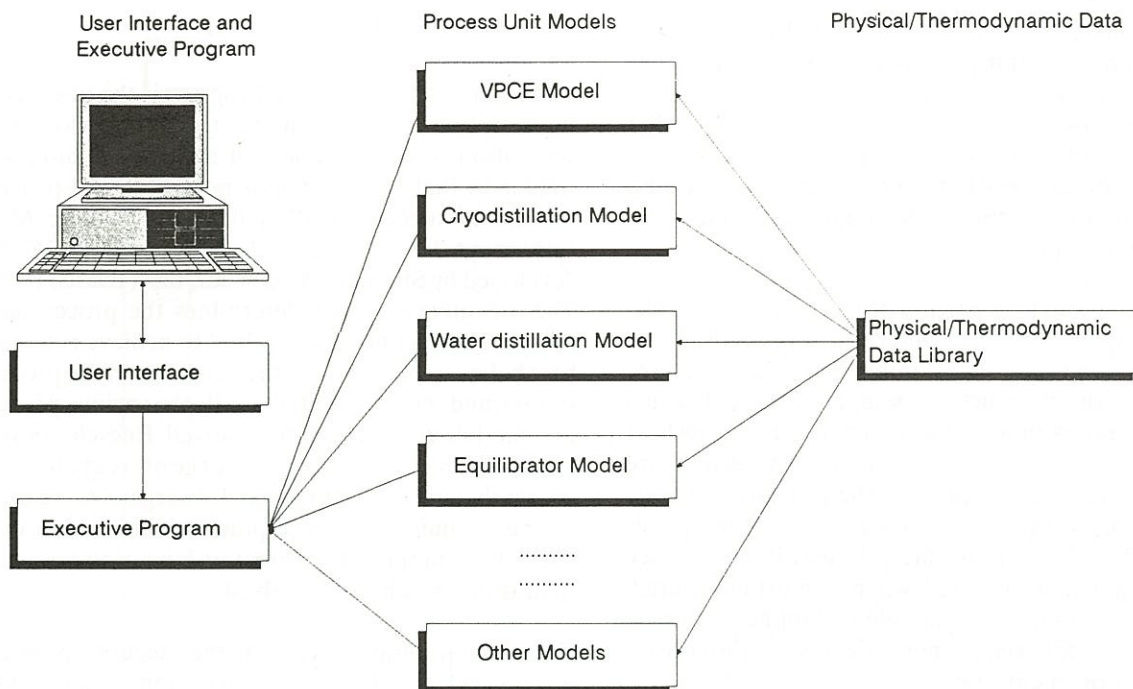 User Interface and
Executive Program
Process Unit Models
Physical/Thermodynamic Data
VPCE Model
Cryodistillation Model
Water distillation Model
Equilibrator Model
..........
..........
Other Models
User Interface
Executive Program
Physical/Thermodynamic
Data Library